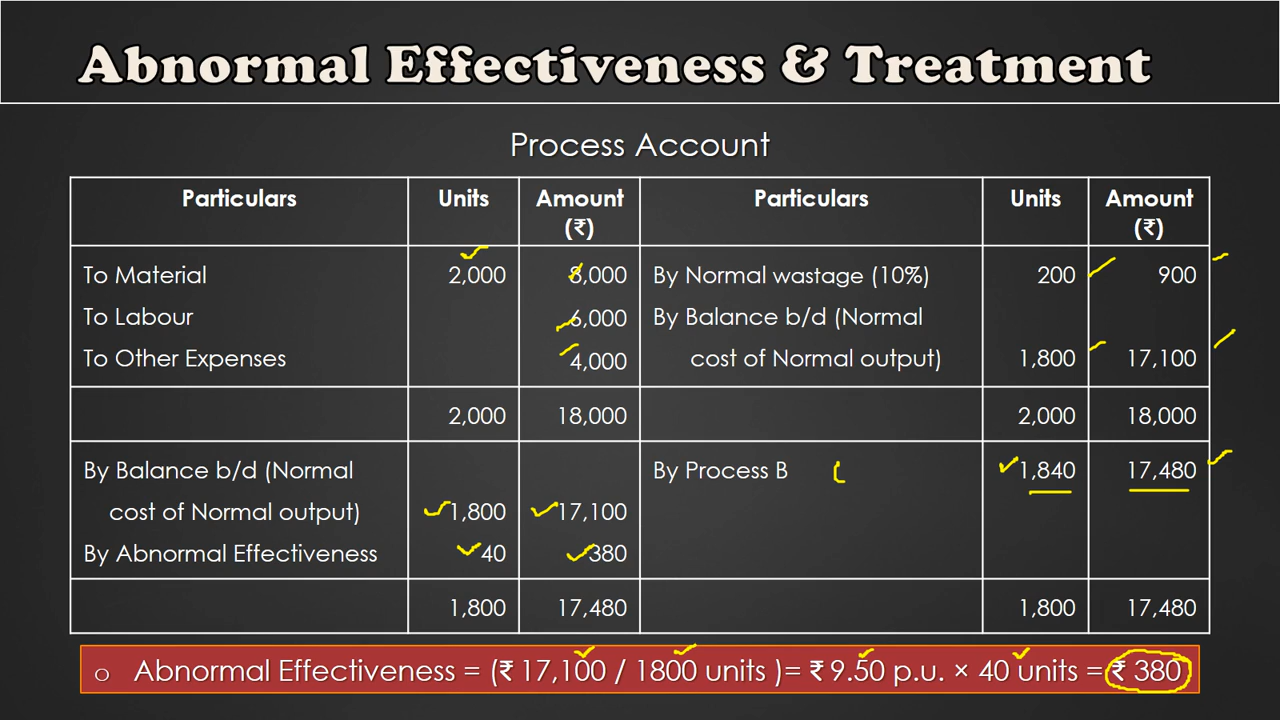 Abnormal Effectiveness & Treatment
Process Account
Particulars Units Amount Particulars Units Amount
(₹) (₹)
To Material 2,000 8,000 By Normal wastage (10%) 200 900
To Labour 6,000 By Balance b/d (Normal
To Other Expenses 4,000 cost of Normal output) 1,800 17,100
2,000 18,000 2,000 18,000
By Balance b/d (Normal By Process B 1,840 17,480
cost of Normal output) 1,800 17,100
By Abnormal Effectiveness 40 380
1,800 17,480 1,800 17,480
o Abnormal Effectiveness = (₹ 17,100 / 1800 units )= ₹ 9.50 p.u. × 40 units = ₹ 380